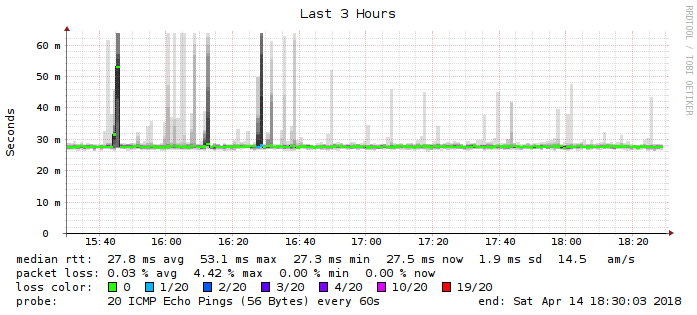 Last 3 Hours
RRDTOOL / TOBI OETIKER
Seconds
60 m
50 m
40 m
30 m
20 m
10 m
0
15:40 16:00 16:20 16:40 17:00 17:20 17:40 18:00 18:20
median rtt: 27.8 ms avg 53.1 ms max 27.3 ms min 27.5 ms now 1.9 ms sd 14.5 am/s
packet loss: 0.03 % avg 4.42 % max 0.00 % min 0.00 % now
loss color: 0 1/20 2/20 3/20 4/20 10/20 19/20
probe: 20 ICMP Echo Pings (56 Bytes) every 60s end: Sat Apr 14 18:30:03 2018